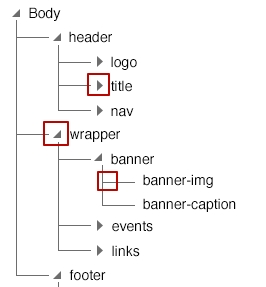 Body
header
logo
title
nav
wrapper
banner
banner-img
banner-caption
events
links
footer